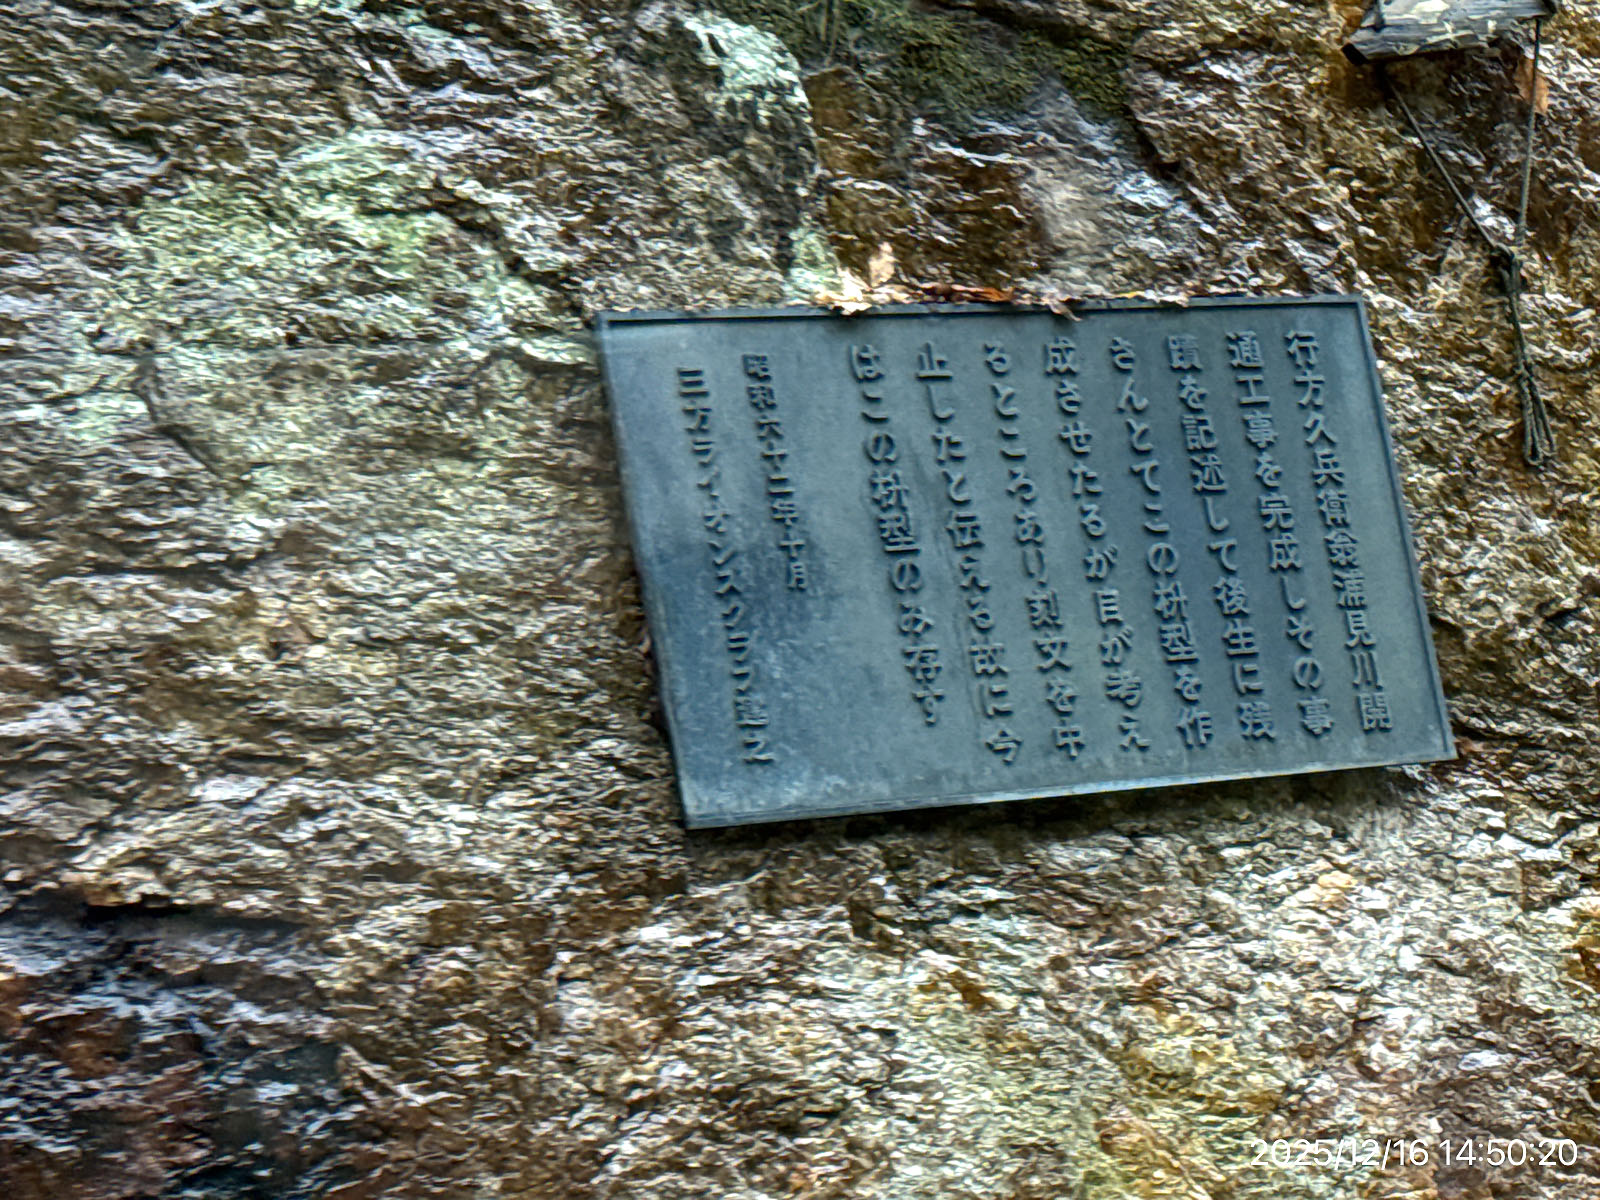 行方久兵衛翁浦見川開
通工事を完成しその事
蹟を記述して後生に残
さんとてこの枡型を作
成させたるが自が考え
るところあり刻文を中
止したと伝える故に今
はこの枡型のみ存す
昭和六十二年十月
三方ライオンズクラブ建之
2025/12/16 14:50:20